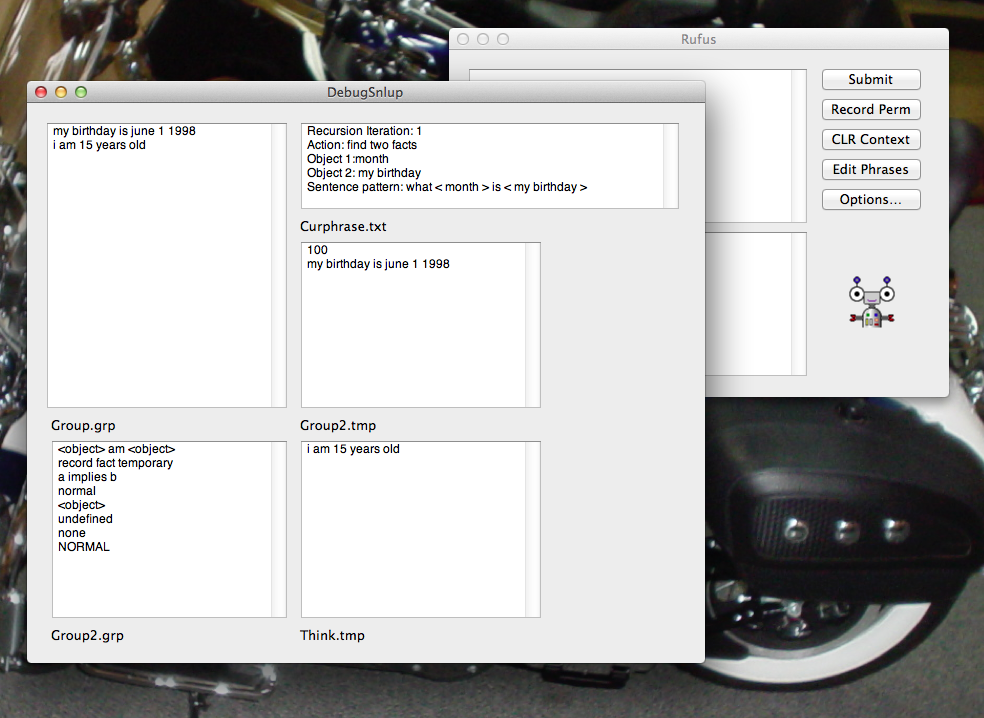 Rufus
Submit
Record Perm
CLR Context
Edit Phrases
Options...
DebugSnlup
my birthday is june 1 1998
i am 15 years old
Group.grp
Recursion Iteration: 1
Action: find two facts
Object 1:month
Object 2: my birthday
Sentence pattern: what < month > is < my birthday >
Curphrase.txt
100
my birthday is june 1 1998
Group2.tmp
<object> am <object>
record fact temporary
a implies b
normal
<object>
undefined
none
NORMAL
Group2.grp
i am 15 years old
Think.tmp